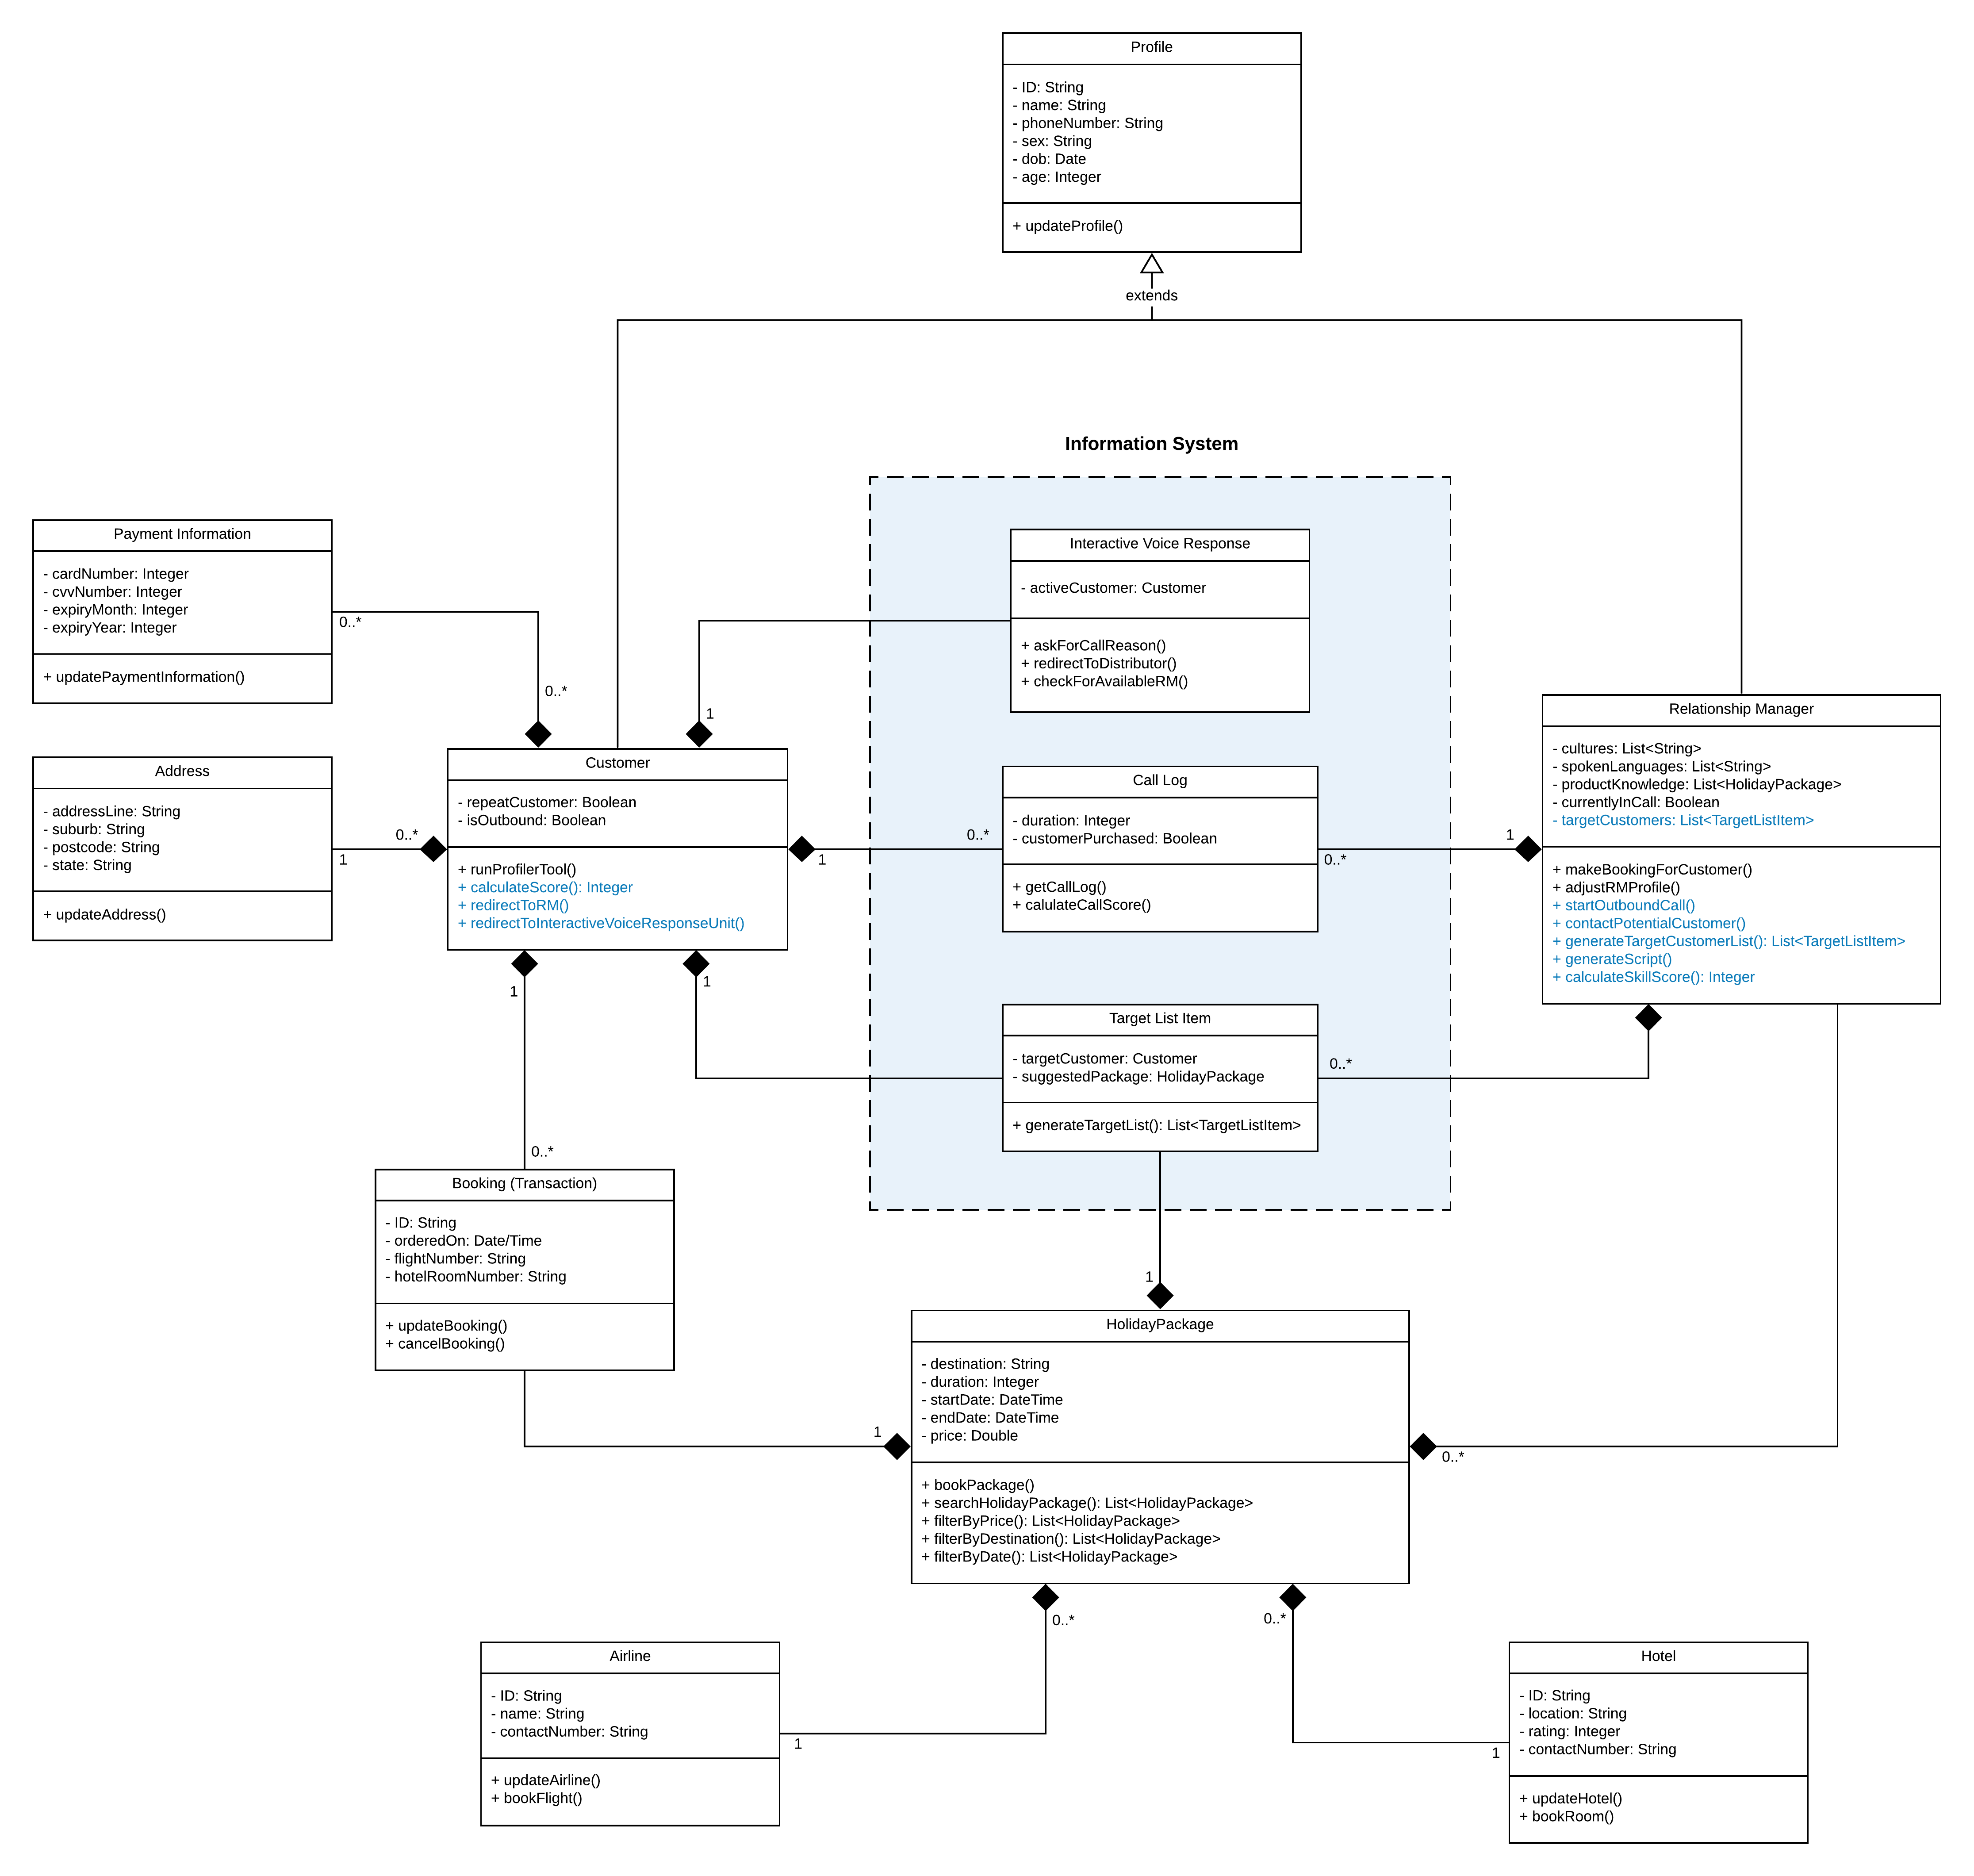 Profile
- ID: String
- name: String
- phoneNumber: String
- sex: String
- dob: Date
- age: Integer
+ updateProfile()
extends
Information System
Payment Information
- cardNumber: Integer
- cvvNumber: Integer
- expiryMonth: Integer
- expiryYear: Integer
+ updatePaymentInformation()
0..*
0..*
Interactive Voice Response
- activeCustomer: Customer
+ askForCallReason()
+ redirectToDistributor()
+ checkForAvailableRM()
1
Address
- addressLine: String
- suburb: String
- postcode: String
- state: String
+ updateAddress()
1
0..*
Customer
- repeatCustomer: Boolean
- isOutbound: Boolean
+ runProfilerTool()
+ calculateScore(): Integer
+ redirectToRM()
+ redirectToInteractiveVoiceResponseUnit()
1
0..*
Call Log
- duration: Integer
- customerPurchased: Boolean
+ getCallLog()
+ calulateCallScore()
0..*
1
Relationship Manager
- cultures: List<String>
- spokenLanguages: List<String>
- productKnowledge: List<HolidayPackage>
- currentlyInCall: Boolean
- targetCustomers: List<TargetListItem>
+ makeBookingForCustomer()
+ adjustRMProfile()
+ startOutboundCall()
+ contactPotentialCustomer()
+ generateTargetCustomerList(): List<TargetListItem>
+ generateScript()
+ calculateSkillScore(): Integer
1
1
Target List Item
- targetCustomer: Customer
- suggestedPackage: HolidayPackage
+ generateTargetList(): List<TargetListItem>
0..*
0..*
Booking (Transaction)
- ID: String
- orderedOn: Date/Time
- flightNumber: String
- hotelRoomNumber: String
+ updateBooking()
+ cancelBooking()
1
1
HolidayPackage
- destination: String
- duration: Integer
- startDate: DateTime
- endDate: DateTime
- price: Double
+ bookPackage()
+ searchHolidayPackage(): List<HolidayPackage>
+ filterByPrice(): List<HolidayPackage>
+ filterByDestination(): List<HolidayPackage>
+ filterByDate(): List<HolidayPackage>
0..*
0..*
0..*
Airline
- ID: String
- name: String
- contactNumber: String
+ updateAirline()
+ bookFlight()
1
1
Hotel
- ID: String
- location: String
- rating: Integer
- contactNumber: String
+ updateHotel()
+ bookRoom()